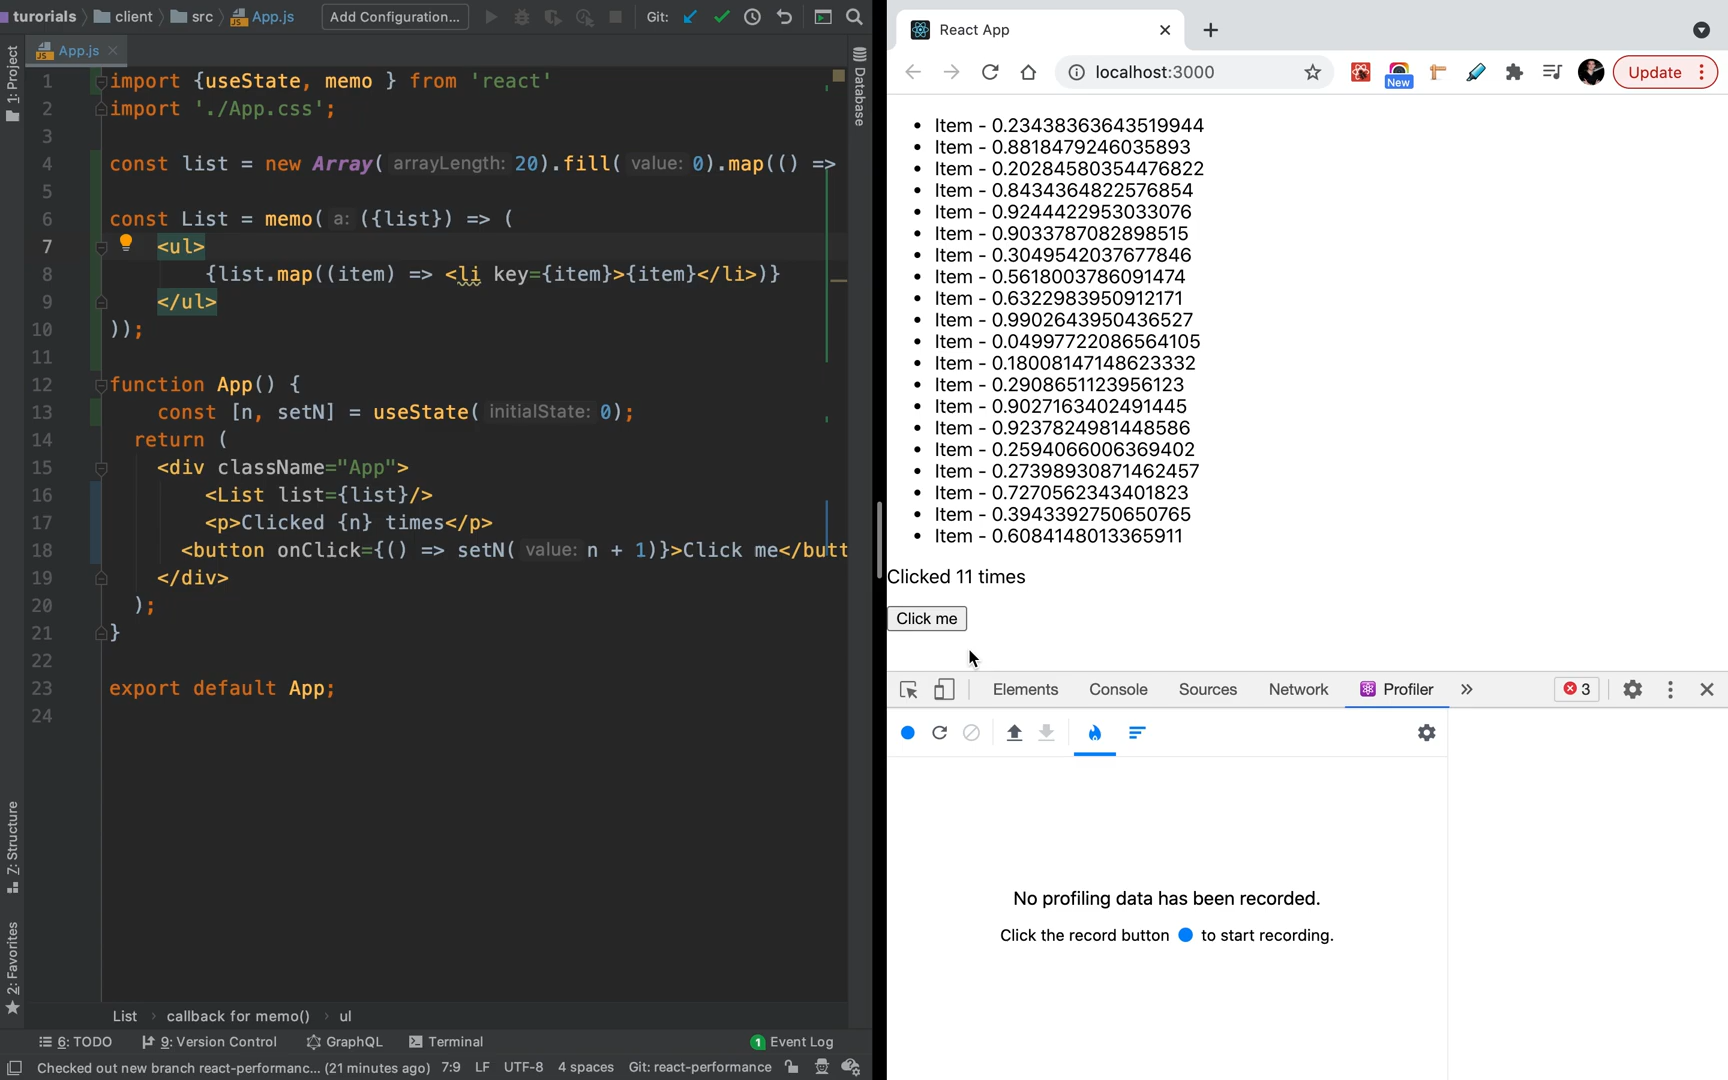 turorials client src App.js Add Configuration... Git:
App.js
1: Project
Database
1 import {useState, memo } from 'react'
2 import './App.css';
3
4 const list = new Array( arrayLength: 20).fill( value: 0).map(() =>
5
6 const List = memo( a: ({list}) => (
7 <ul>
8 {list.map((item) => <li key={item}>{item}</li>)}
9 </ul>
10 ));
11
12 function App() {
13 const [n, setN] = useState( initialState: 0);
14 return (
15 <div className="App">
16 <List list={list}/>
17 <p>Clicked {n} times</p>
18 <button onClick={() => setN( value: n + 1)}>Click me</butt
19 </div>
20 );
21 }
22
23 export default App;
24
Z: Structure
2: Favorites
List callback for memo() ul
6: TODO 9: Version Control GraphQL Terminal 1 Event Log
Checked out new branch react-performanc... (21 minutes ago) 7:9 LF UTF-8 4 spaces Git: react-performance
React App
localhost:3000 New Update
Item - 0.23438363643519944
Item - 0.8818479246035893
Item - 0.20284580354476822
Item - 0.8434364822576854
Item - 0.9244422953033076
Item - 0.9033787082898515
Item - 0.3049542037677846
Item - 0.5618003786091474
Item - 0.6322983950912171
Item - 0.9902643950436527
Item - 0.04997722086564105
Item - 0.18008147148623332
Item - 0.2908651123956123
Item - 0.9027163402491445
Item - 0.9237824981448586
Item - 0.2594066006369402
Item - 0.27398930871462457
Item - 0.7270562343401823
Item - 0.3943392750650765
Item - 0.6084148013365911
Clicked 11 times
Click me
Elements Console Sources Network Profiler 3
No profiling data has been recorded.
Click the record button to start recording.